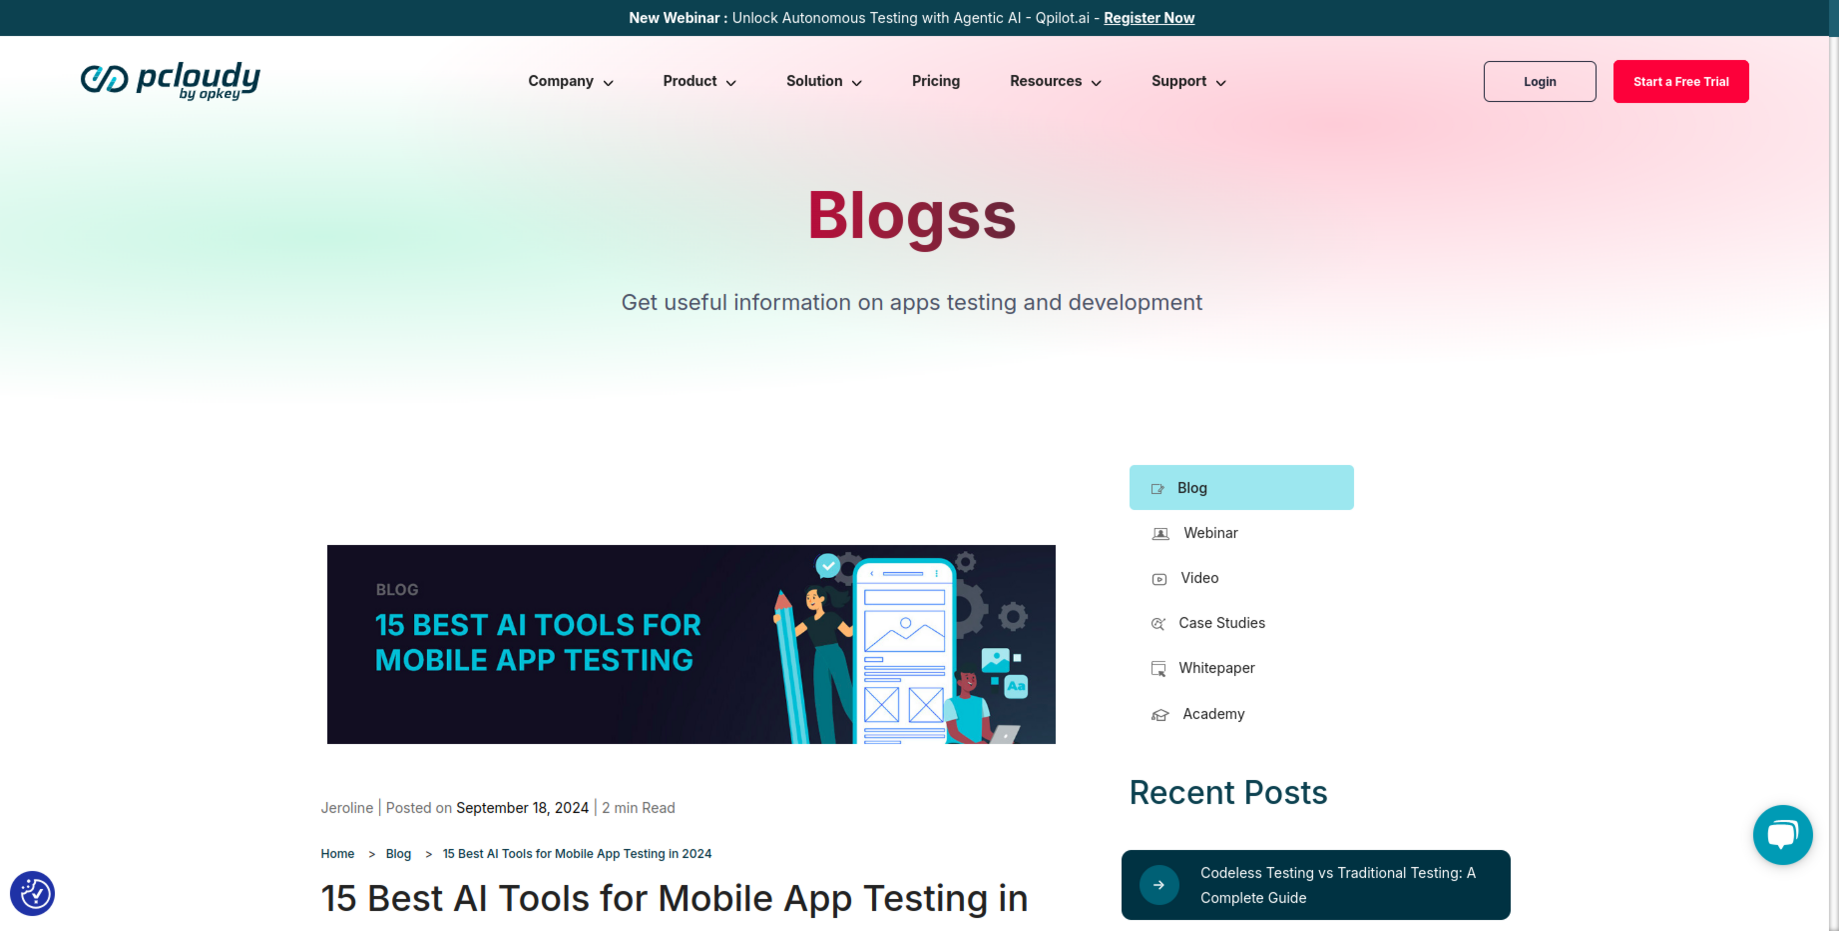 New Webinar : Unlock Autonomous Testing with Agentic AI - Qpilot.ai - Register Now
pcloudy
by opkey
Company
Product
Solution
Pricing
Resources
Support
Login
Start a Free Trial
Blogss
Get useful information on apps testing and development
BLOG
15 BEST AI TOOLS FOR
MOBILE APP TESTING
Aa
Jeroline | Posted on September 18, 2024 | 2 min Read
Home > Blog > 15 Best AI Tools for Mobile App Testing in 2024
15 Best AI Tools for Mobile App Testing in
Blog
Webinar
Video
Case Studies
Whitepaper
Academy
Recent Posts
Codeless Testing vs Traditional Testing: A
Complete Guide